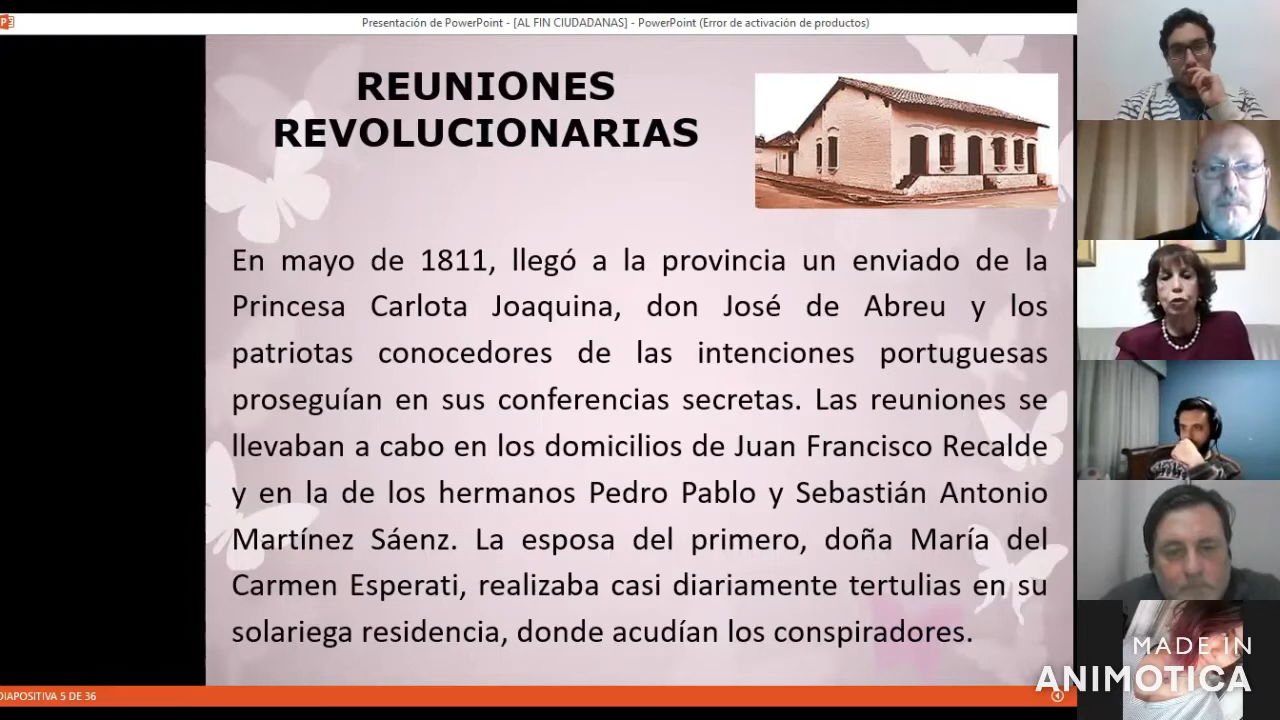 Presentación de PowerPoint - [AL FIN CIUDADANAS] - PowerPoint (Error de activación de productos)
REUNIONES
REVOLUCIONARIAS
En mayo de 1811, llegó a la provincia un enviado de la
Princesa Carlota Joaquina, don José de Abreu y los
patriotas conocedores de las intenciones portuguesas
proseguían en sus conferencias secretas. Las reuniones se
llevaban a cabo en los domicilios de Juan Francisco Recalde
y en la de los hermanos Pedro Pablo y Sebastián Antonio
Martínez Sáenz. La esposa del primero, doña María del
Carmen Esperati, realizaba casi diariamente tertulias en su
solariega residencia, donde acudían los conspiradores.
DIAPOSITIVA 5 DE 36
MADE IN
ANIMOTICA